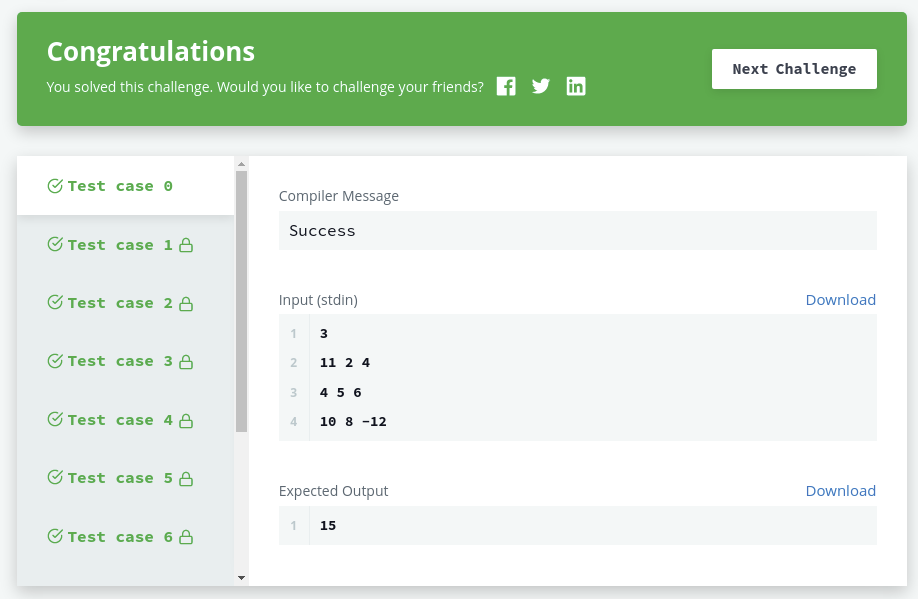 Congratulations
You solved this challenge. Would you like to challenge your friends?
Next Challenge
Test case 0
Test case 1
Test case 2
Test case 3
Test case 4
Test case 5
Test case 6
Compiler Message
Success
Input (stdin)
Download
1 3
2 11 2 4
3 4 5 6
4 10 8 -12
Expected Output
Download
1 15